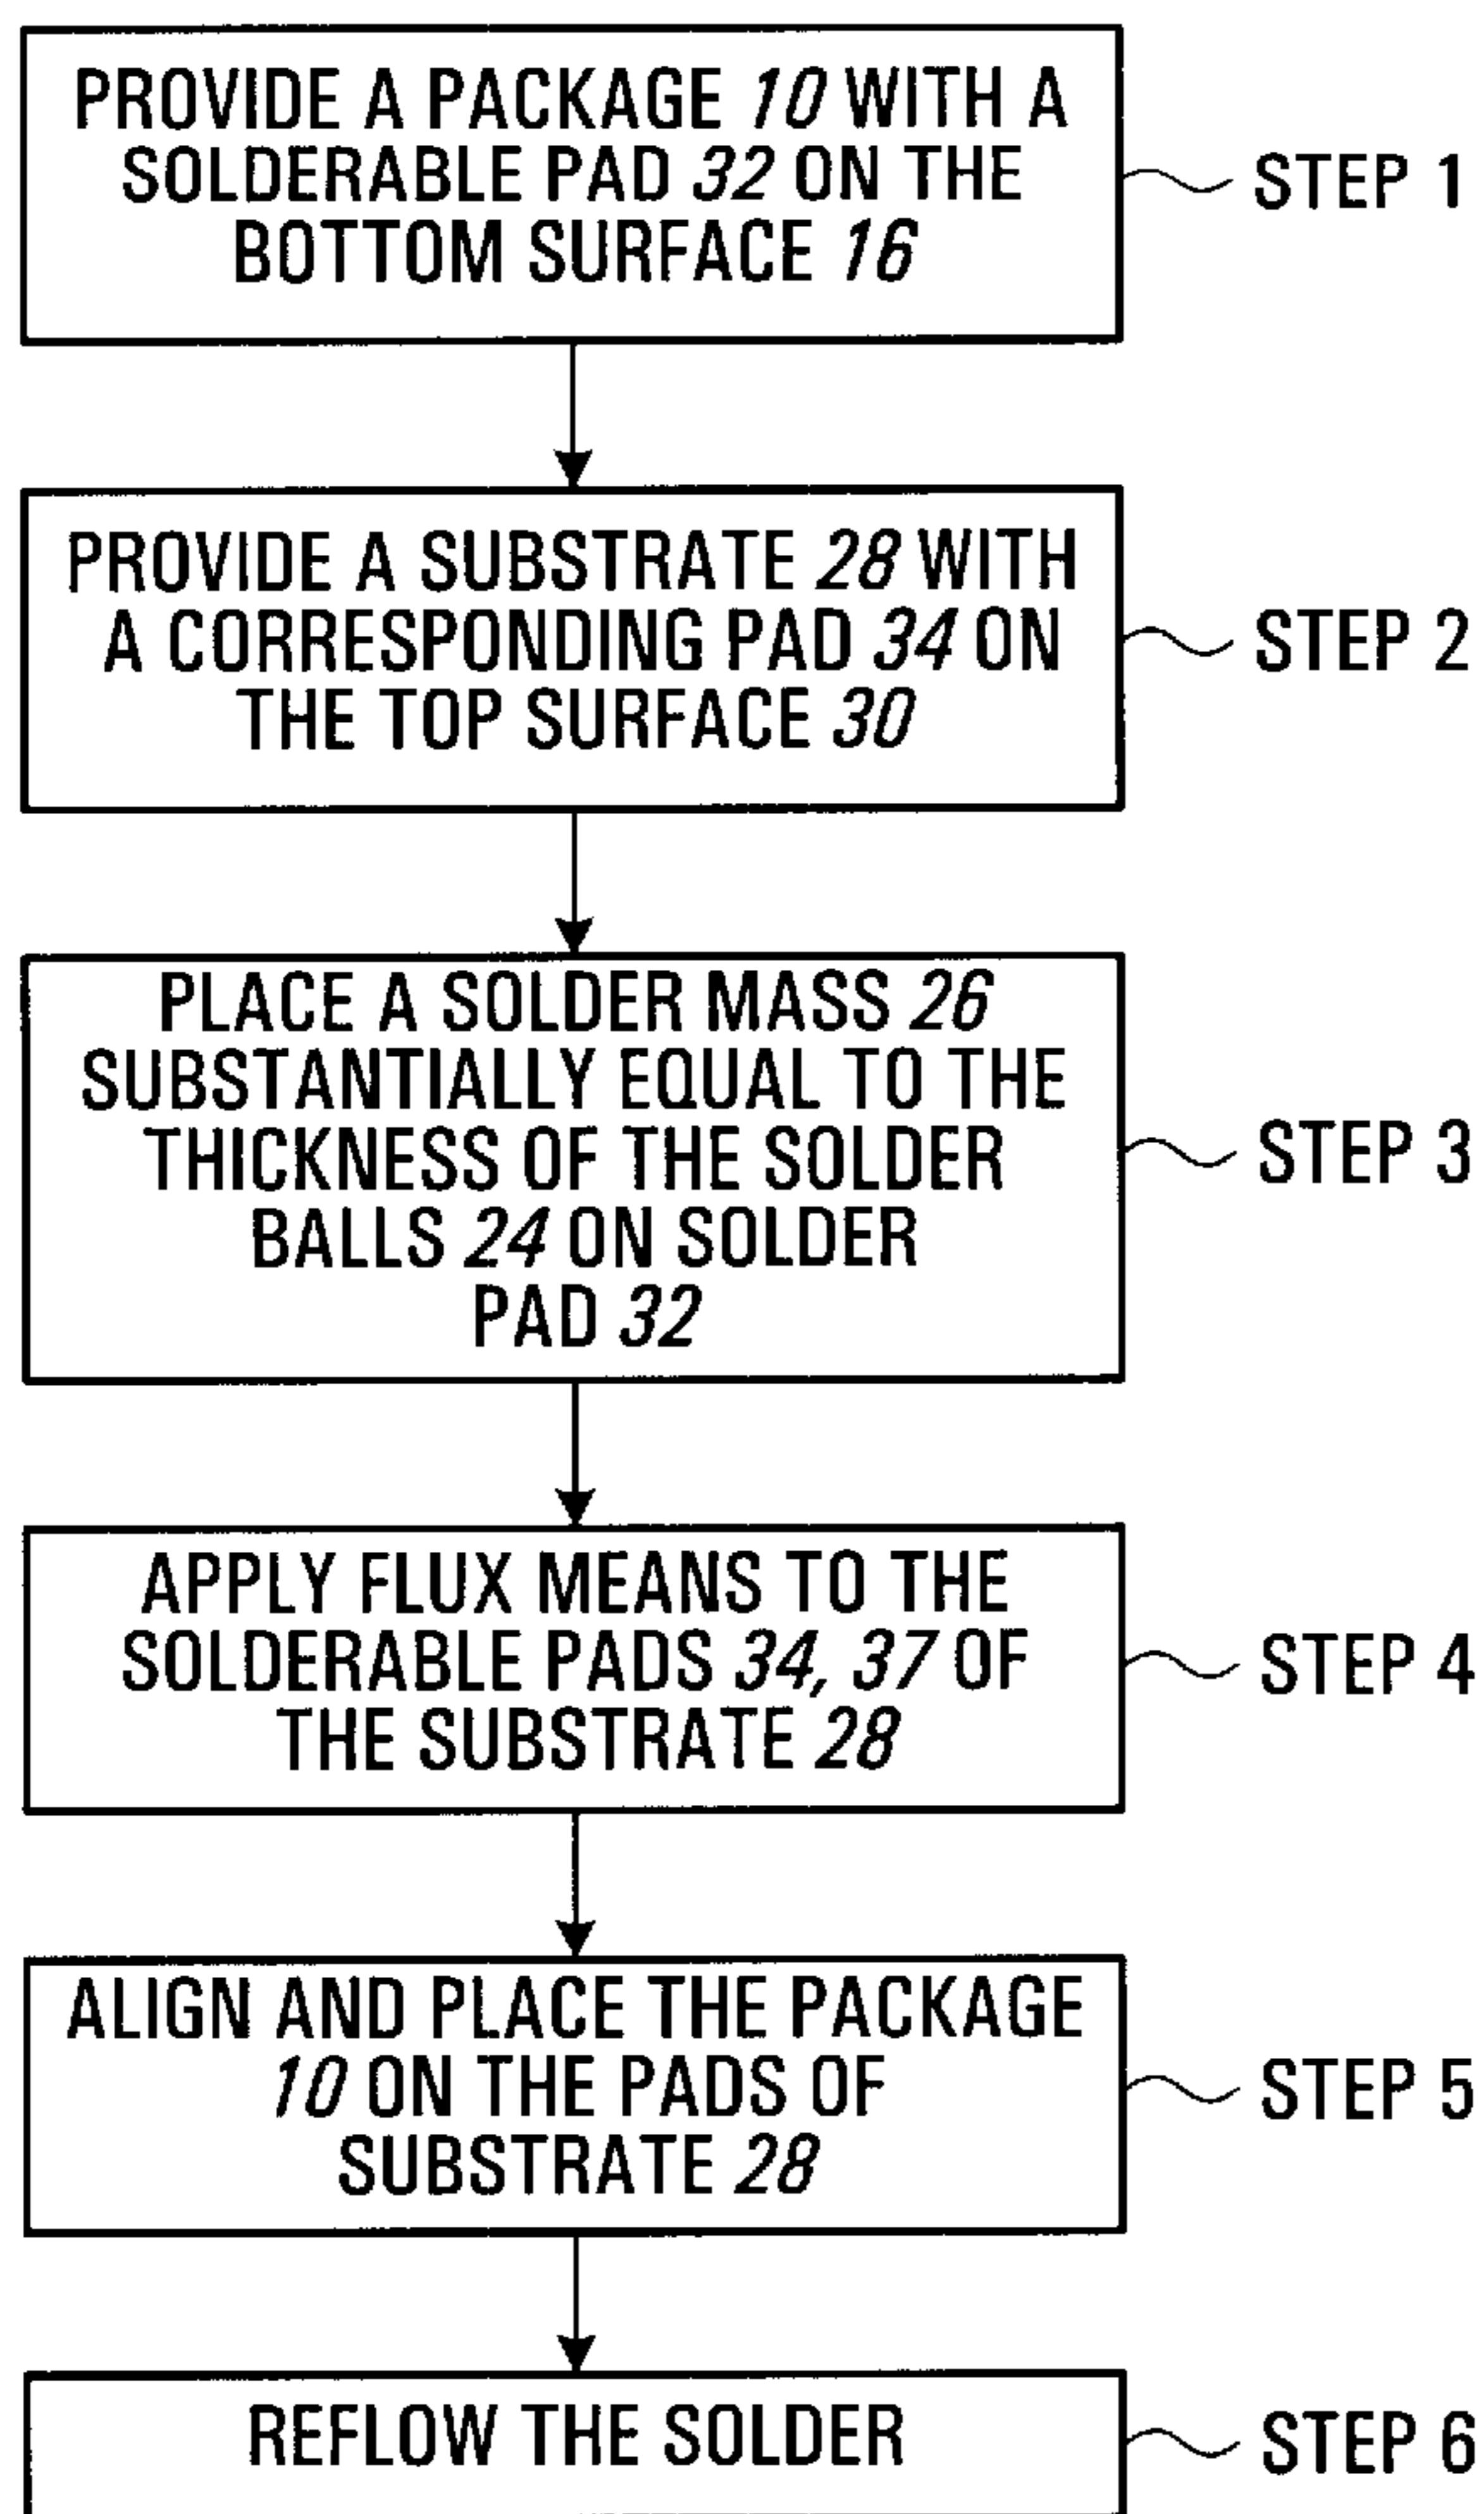 PROVIDE A PACKAGE 10 WITH A
SOLDERABLE PAD 32 ON THE
BOTTOM SURFACE 16
STEP 1
PROVIDE A SUBSTRATE 28 WITH
A CORRESPONDING PAD 34 ON
THE TOP SURFACE 30
STEP 2
PLACE A SOLDER MASS 26
SUBSTANTIALLY EQUAL TO THE
THICKNESS OF THE SOLDER
BALLS 24 ON SOLDER
PAD 32
STEP 3
APPLY FLUX MEANS TO THE
SOLDERABLE PADS 34, 37 OF
THE SUBSTRATE 28
STEP 4
ALIGN AND PLACE THE PACKAGE
10 ON THE PADS OF
SUBSTRATE 28
STEP 5
REFLOW THE SOLDER
STEP 6